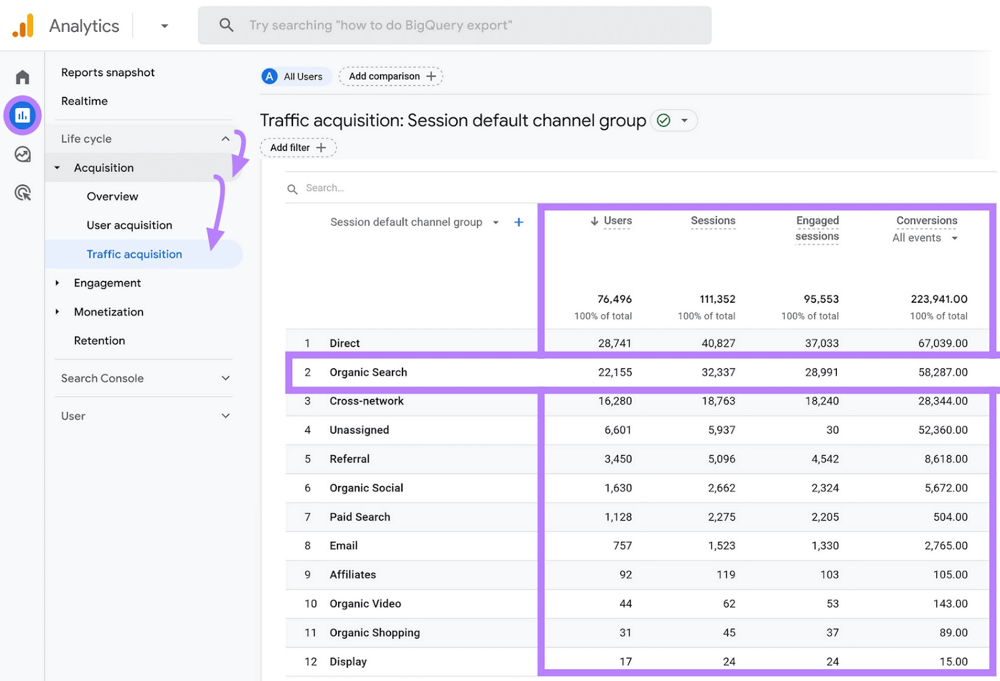 Analytics
Try searching "how to do BigQuery export"
Reports snapshot
Realtime
Life cycle
Acquisition
Overview
User acquisition
Traffic acquisition
Engagement
Monetization
Retention
Search Console
User
A All Users Add comparison +
Traffic acquisition: Session default channel group
Add filter +
Search...
Session default channel group + ↓ Users Sessions Engaged sessions Conversions
All events
76,496 111,352 95,553 223,941.00
100% of total 100% of total 100% of total 100% of total
1 Direct 28,741 40,827 37,033 67,039.00
2 Organic Search 22,155 32,337 28,991 58,287.00
3 Cross-network 16,280 18,763 18,240 28,344.00
4 Unassigned 6,601 5,937 30 52,360.00
5 Referral 3,450 5,096 4,542 8,618.00
6 Organic Social 1,630 2,662 2,324 5,672.00
7 Paid Search 1,128 2,275 2,205 504.00
8 Email 757 1,523 1,330 2,765.00
9 Affiliates 92 119 103 105.00
10 Organic Video 44 62 53 143.00
11 Organic Shopping 31 45 37 89.00
12 Display 17 24 24 15.00